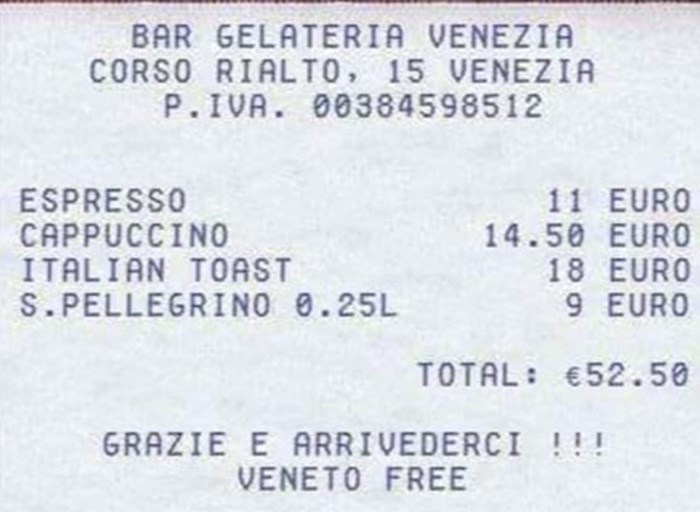 BAR GELATERIA VENEZIA
CORSO RIALTO, 15 VENEZIA
P.IVA. 00384598512
ESPRESSO 11 EURO
CAPPUCCINO 14.50 EURO
ITALIAN TOAST 18 EURO
S.PELLEGRINO 0.25L 9 EURO
TOTAL: €52.50
GRAZIE E ARRIVEDERCI !!!
VENETO FREE